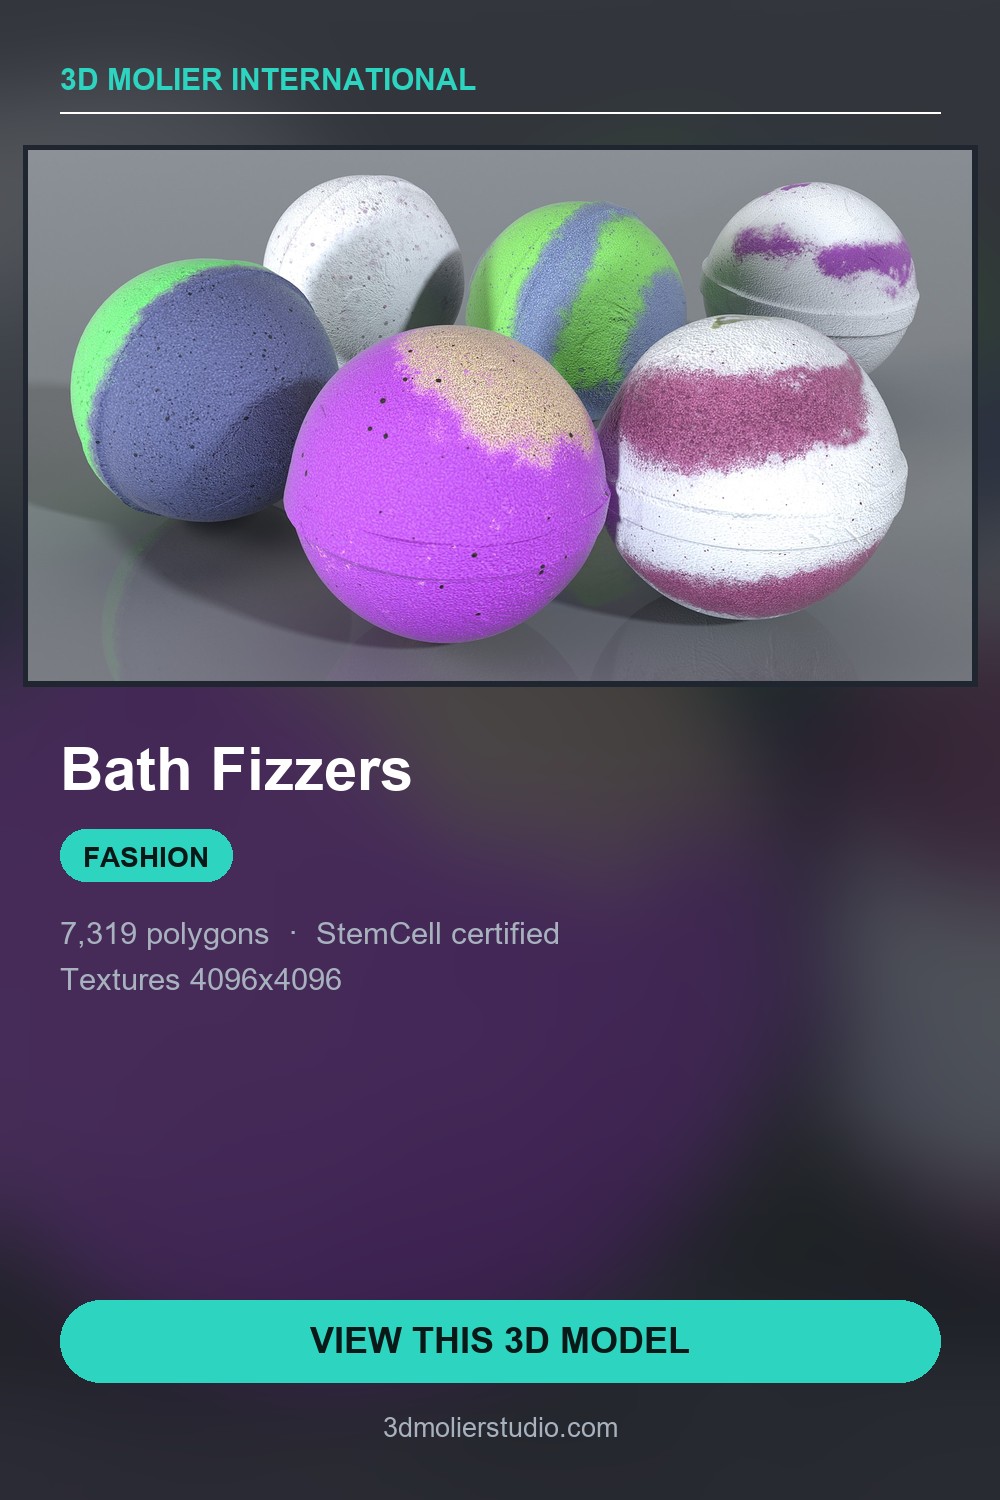 3D MOLIER INTERNATIONAL
Bath Fizzers
FASHION
7,319 polygons · StemCell certified
Textures 4096x4096
VIEW THIS 3D MODEL
3dmolierstudio.com